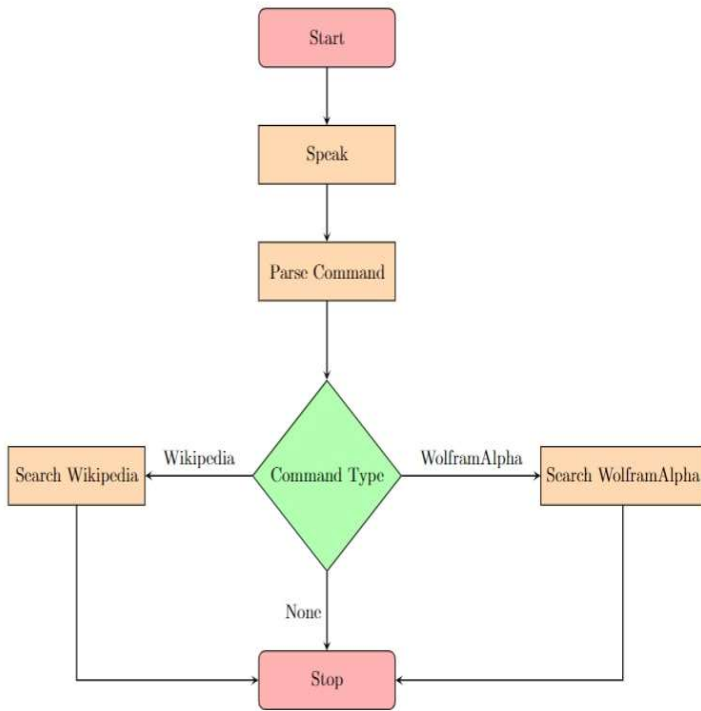 Start
Speak
Parse Command
Wikipedia
WolframAlpha
Search Wikipedia
Command Type
Search WolframAlpha
None
Stop